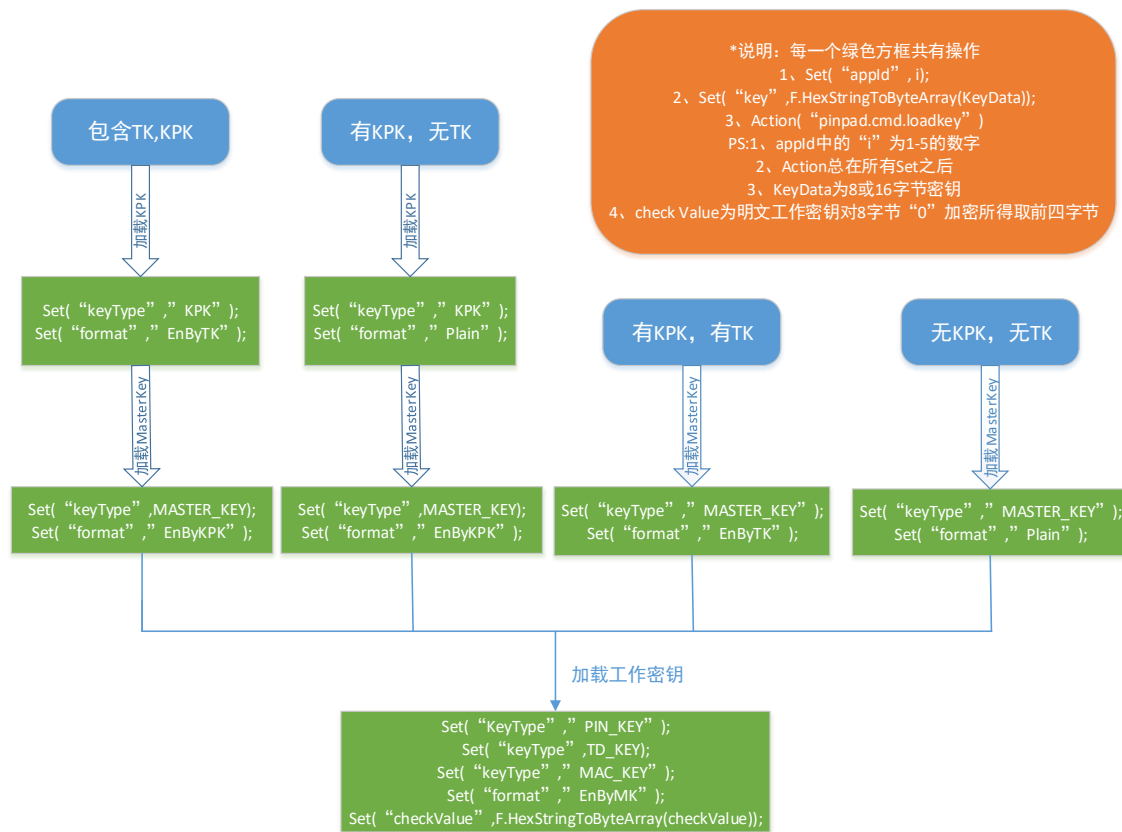 *说明：每一个绿色方框共有操作
1、Set(“appId”, i);
2、Set(“key”,F.HexStringToByteArray(KeyData));
3、Action(“pinpad.cmd.loadkey”)
PS:1、appId中的“i”为1-5的数字
2、Action总在所有Set之后
3、KeyData为8或16字节密钥
4、check Value为明文工作密钥对8字节“0”加密所得取前四字节
包含TK,KPK
有KPK，无TK
加载KPK
加载KPK
Set(“keyType”,” KPK”);
Set(“format”,” EnByTK”);
Set(“keyType”,” KPK”);
Set(“format”,” Plain”);
有KPK，有TK
无KPK，无TK
加载MasterKey
加载MasterKey
加载MasterKey
加载MasterKey
Set(“keyType”,MASTER_KEY);
Set(“format”,” EnByKPK”);
Set(“keyType”,MASTER_KEY);
Set(“format”,” EnByKPK”);
Set(“keyType”,” MASTER_KEY”);
Set(“format”,” EnByTK”);
Set(“keyType”,” MASTER_KEY”);
Set(“format”,” Plain”);
加载工作密钥
Set(“KeyType”,” PIN_KEY”);
Set(“keyType”,TD_KEY);
Set(“keyType”,” MAC_KEY”);
Set(“format”,” EnByMK”);
Set(“checkValue”,F.HexStringToByteArray(checkValue));